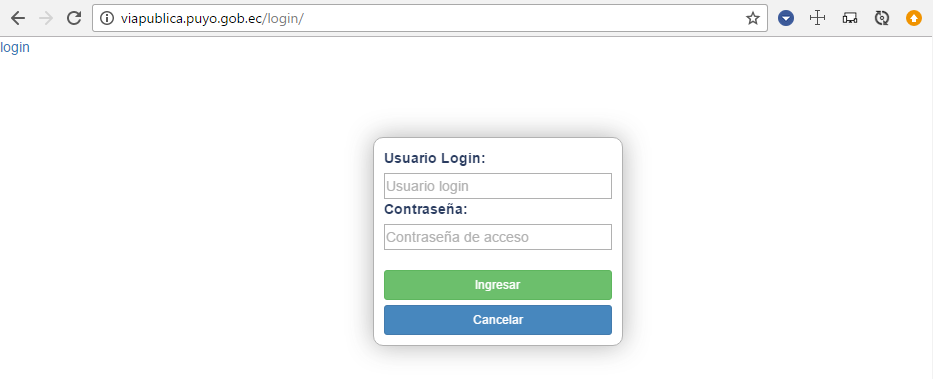 viapublica.puyo.gob.ec/login/
login
Usuario Login:
Usuario login
Contraseña:
Contraseña de acceso
Ingresar
Cancelar